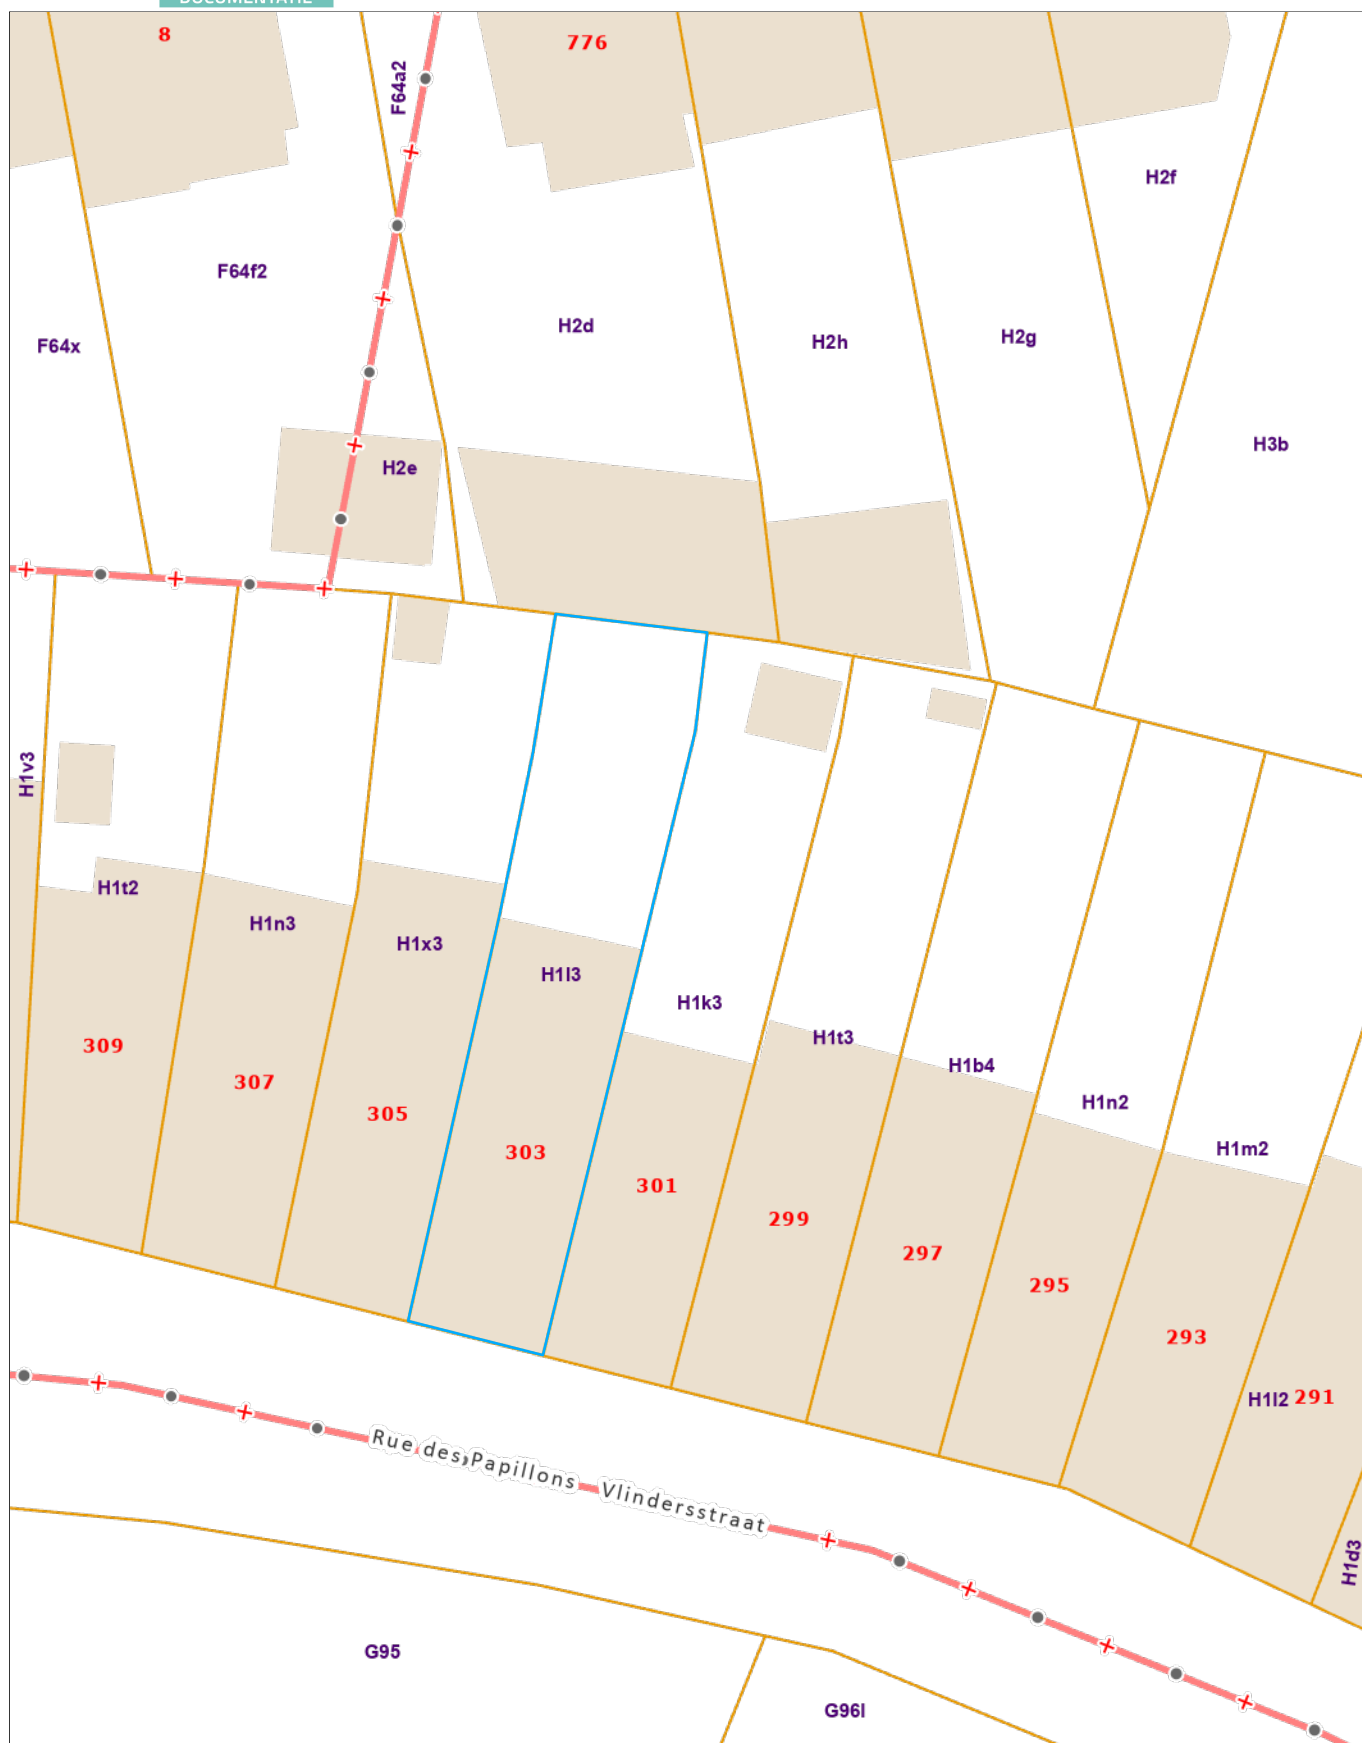 DOCUMENTATIE
8
776
F64a2
H2f
F64f2
H2d
H2h
H2g
F64x
H3b
H2e
H1v3
H1t2
H1n3
H1x3
H1l3
H1k3
H1t3
H1b4
H1n2
H1m2
309
307
305
303
301
299
297
295
293
H1l2
291
Rue des Papillons Vlindersstraat
H1d3
G95
G96l